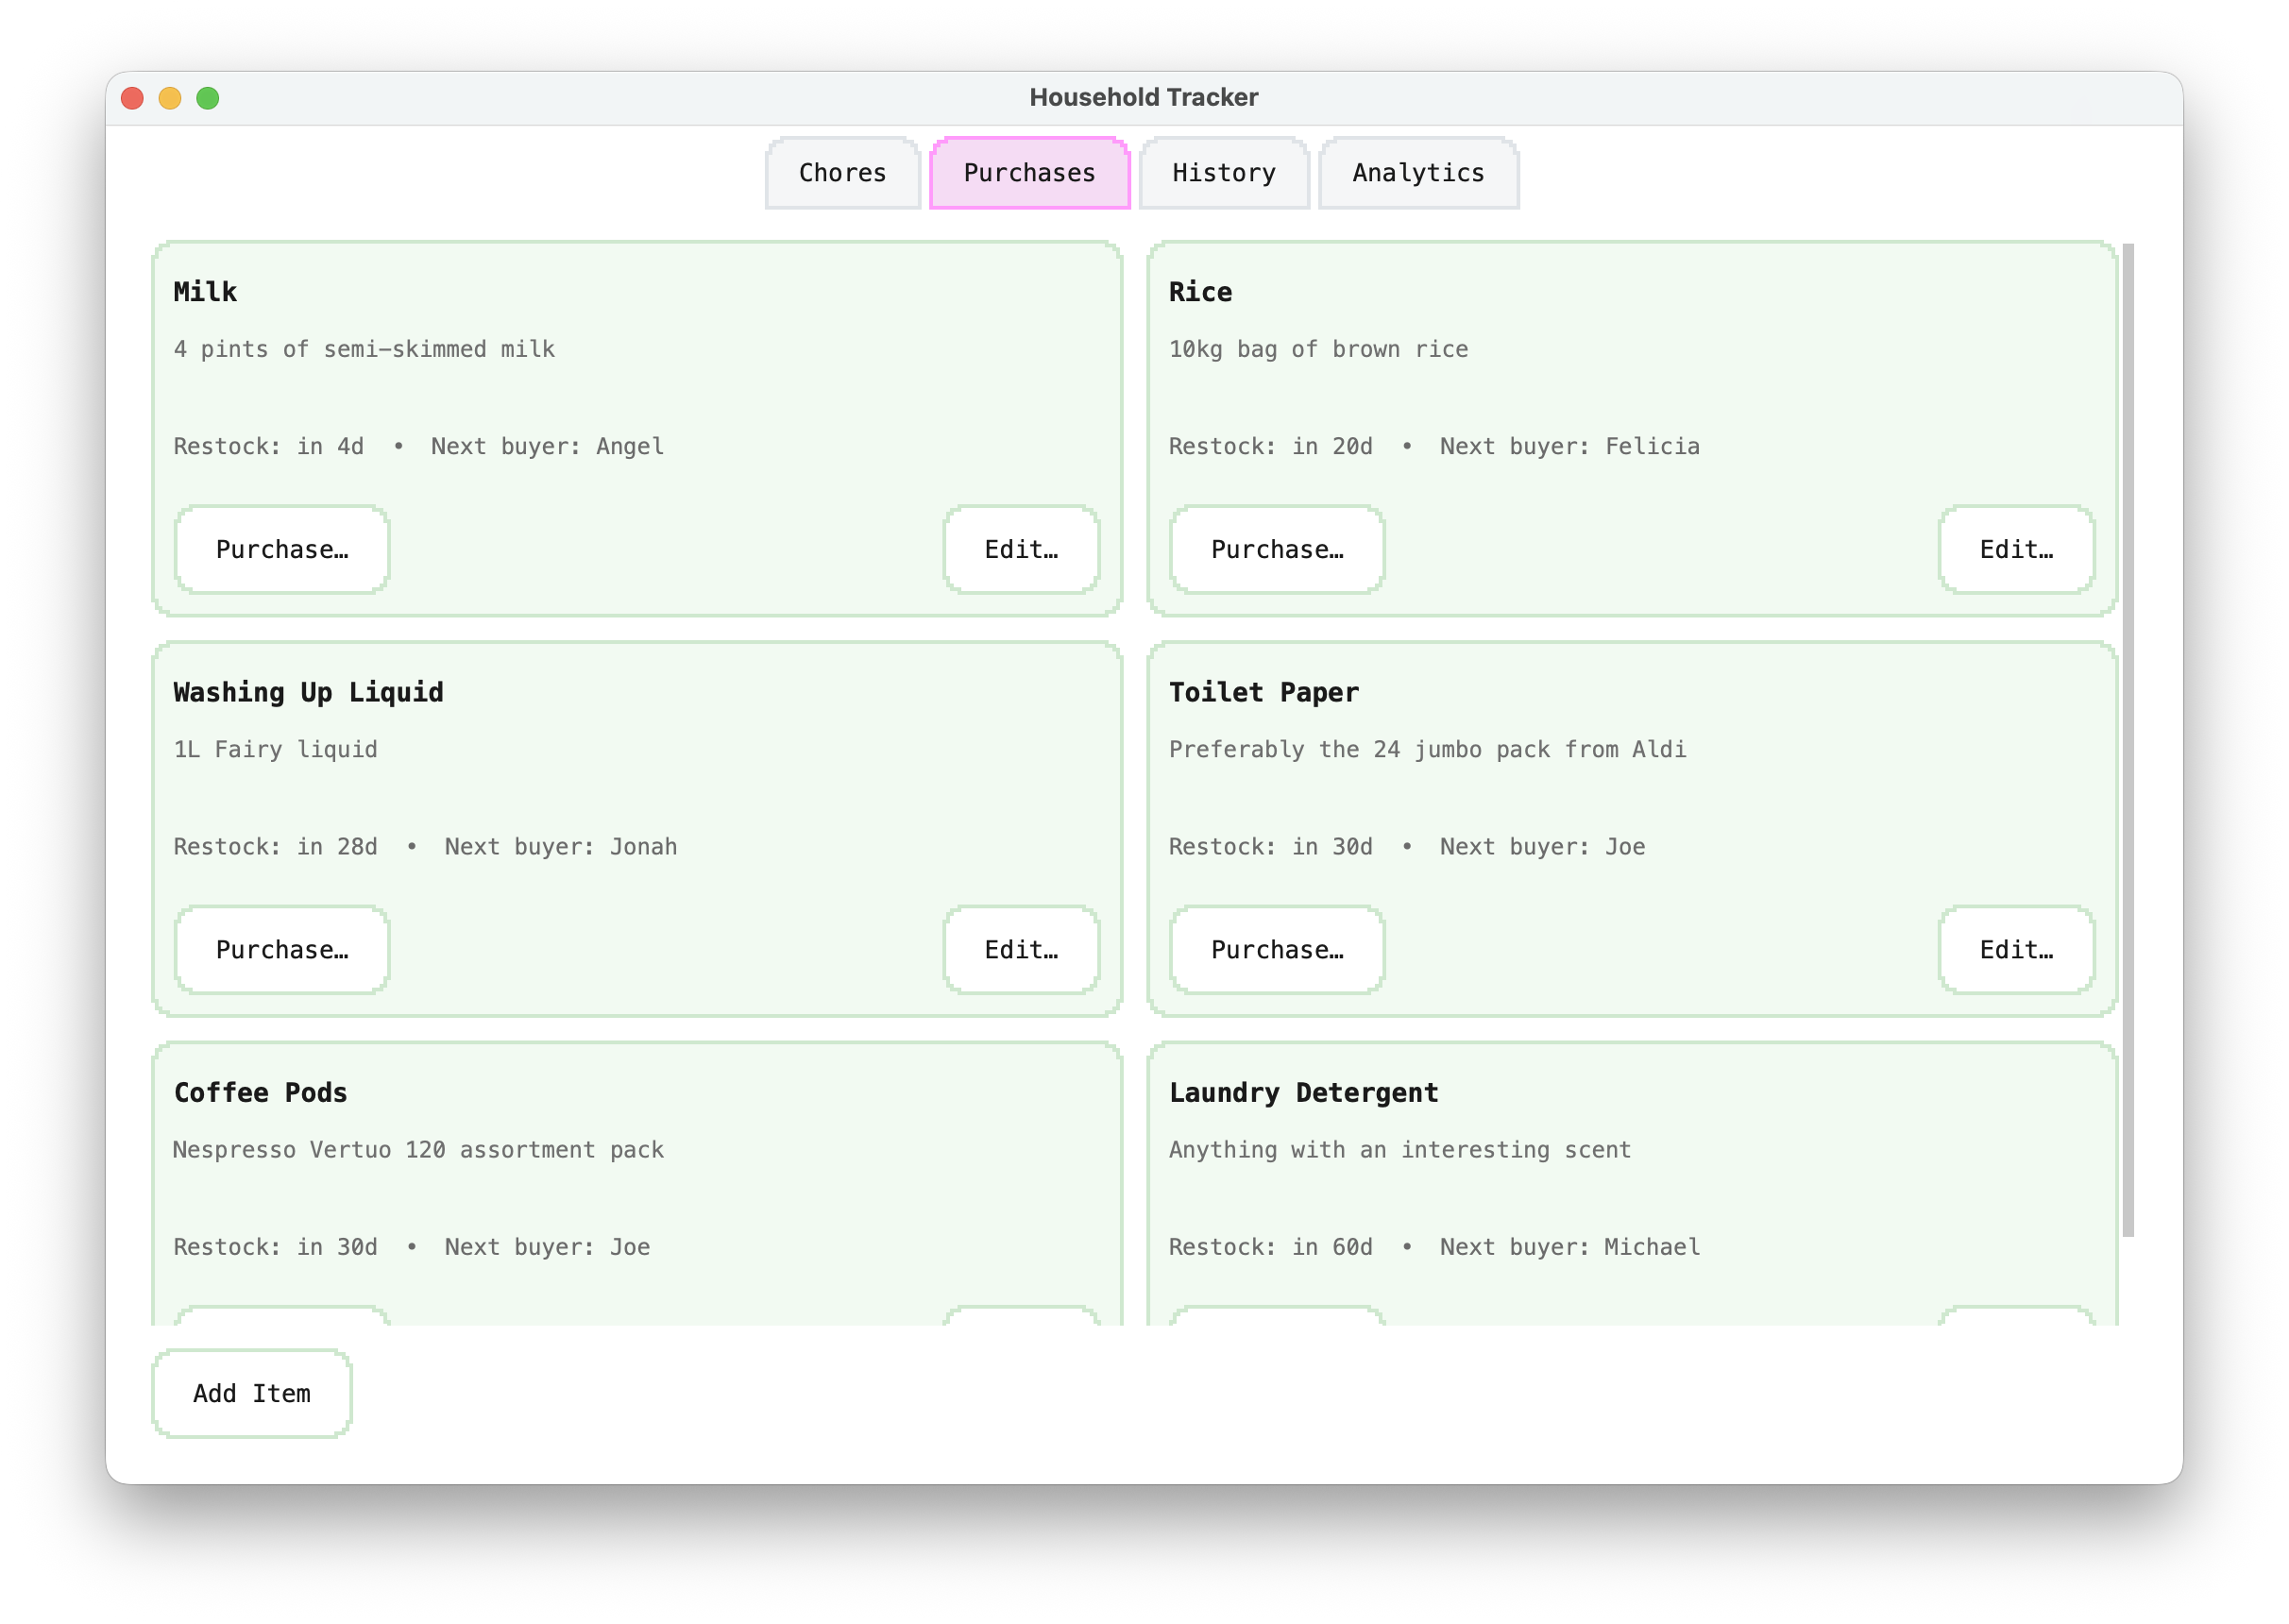 Household Tracker
Chores Purchases History Analytics
Milk
4 pints of semi-skimmed milk
Restock: in 4d • Next buyer: Angel
Purchase… Edit…
Rice
10kg bag of brown rice
Restock: in 20d • Next buyer: Felicia
Purchase… Edit…
Washing Up Liquid
1L Fairy liquid
Restock: in 28d • Next buyer: Jonah
Purchase… Edit…
Toilet Paper
Preferably the 24 jumbo pack from Aldi
Restock: in 30d • Next buyer: Joe
Purchase… Edit…
Coffee Pods
Nespresso Vertuo 120 assortment pack
Restock: in 30d • Next buyer: Joe
Laundry Detergent
Anything with an interesting scent
Restock: in 60d • Next buyer: Michael
Add Item